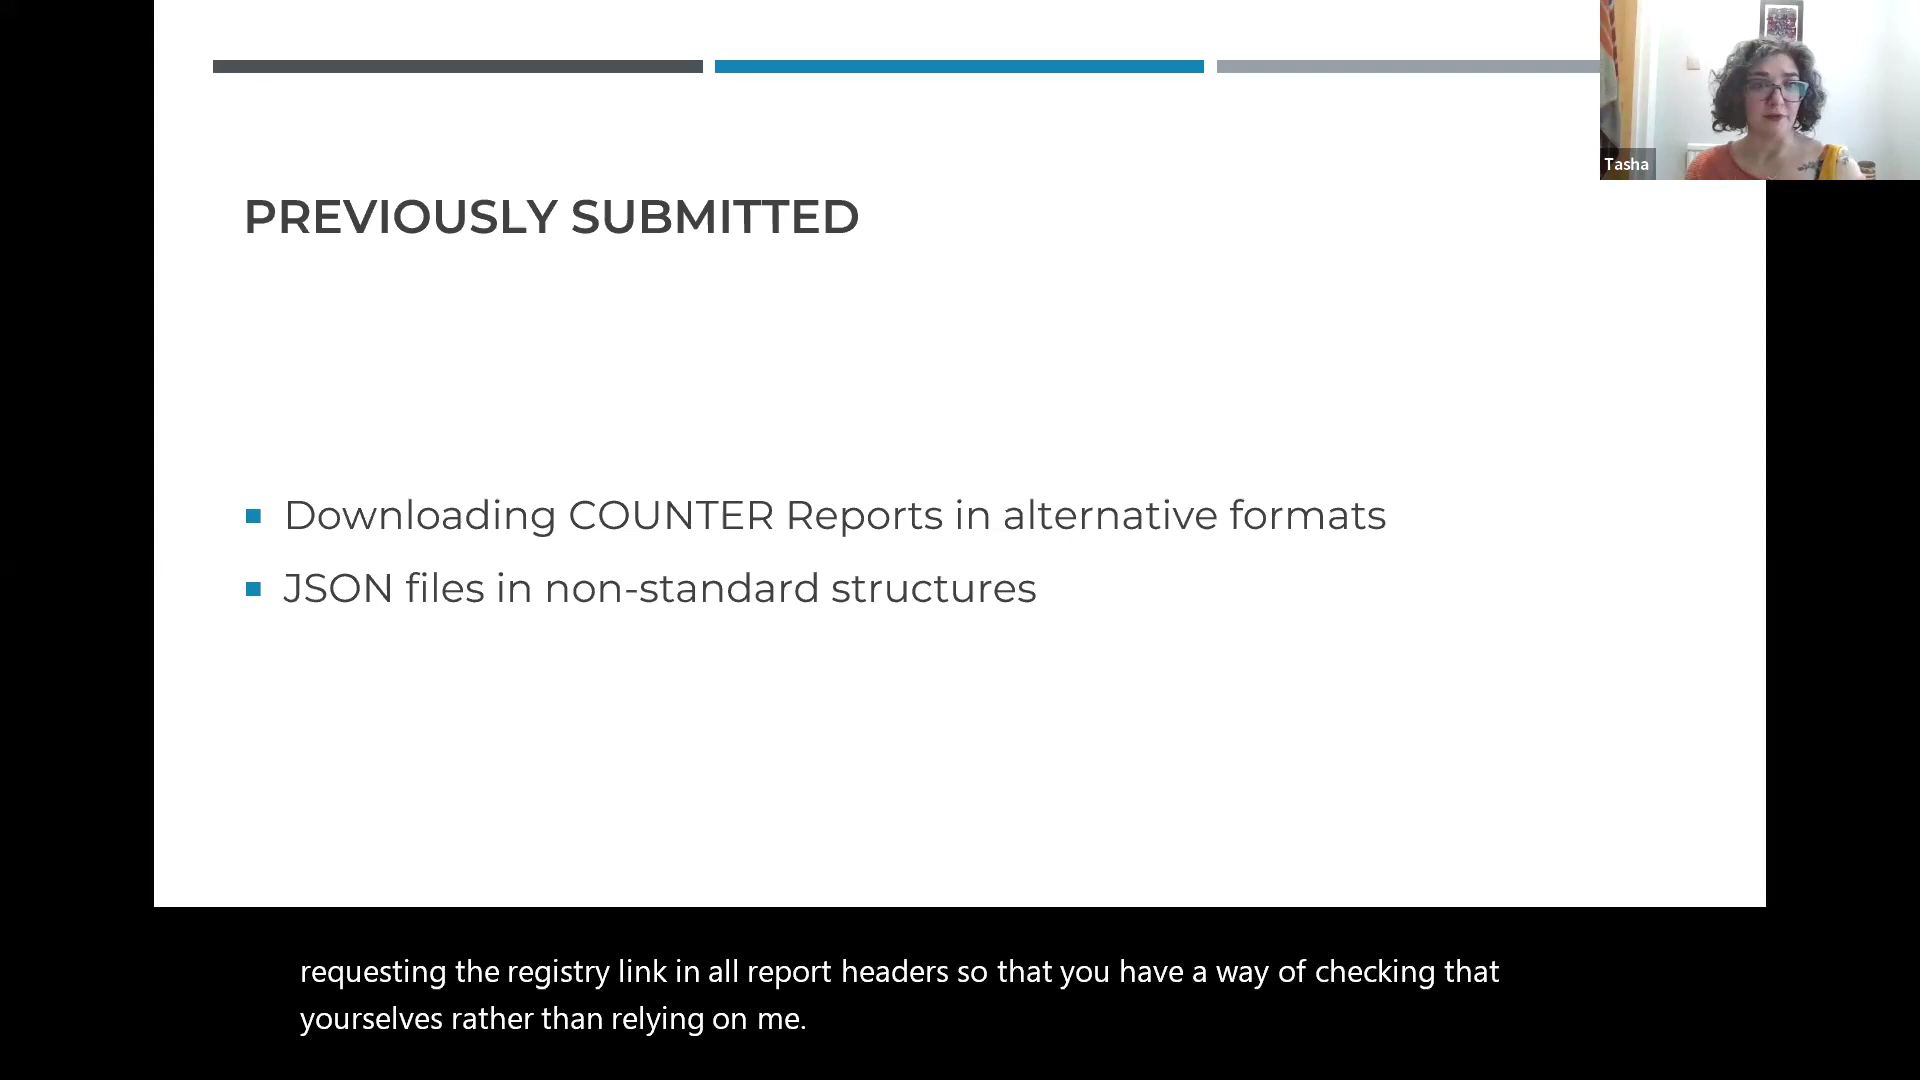 Tasha
PREVIOUSLY SUBMITTED
Downloading COUNTER Reports in alternative formats
JSON files in non-standard structures
requesting the registry link in all report headers so that you have a way of checking that
yourselves rather than relying on me.